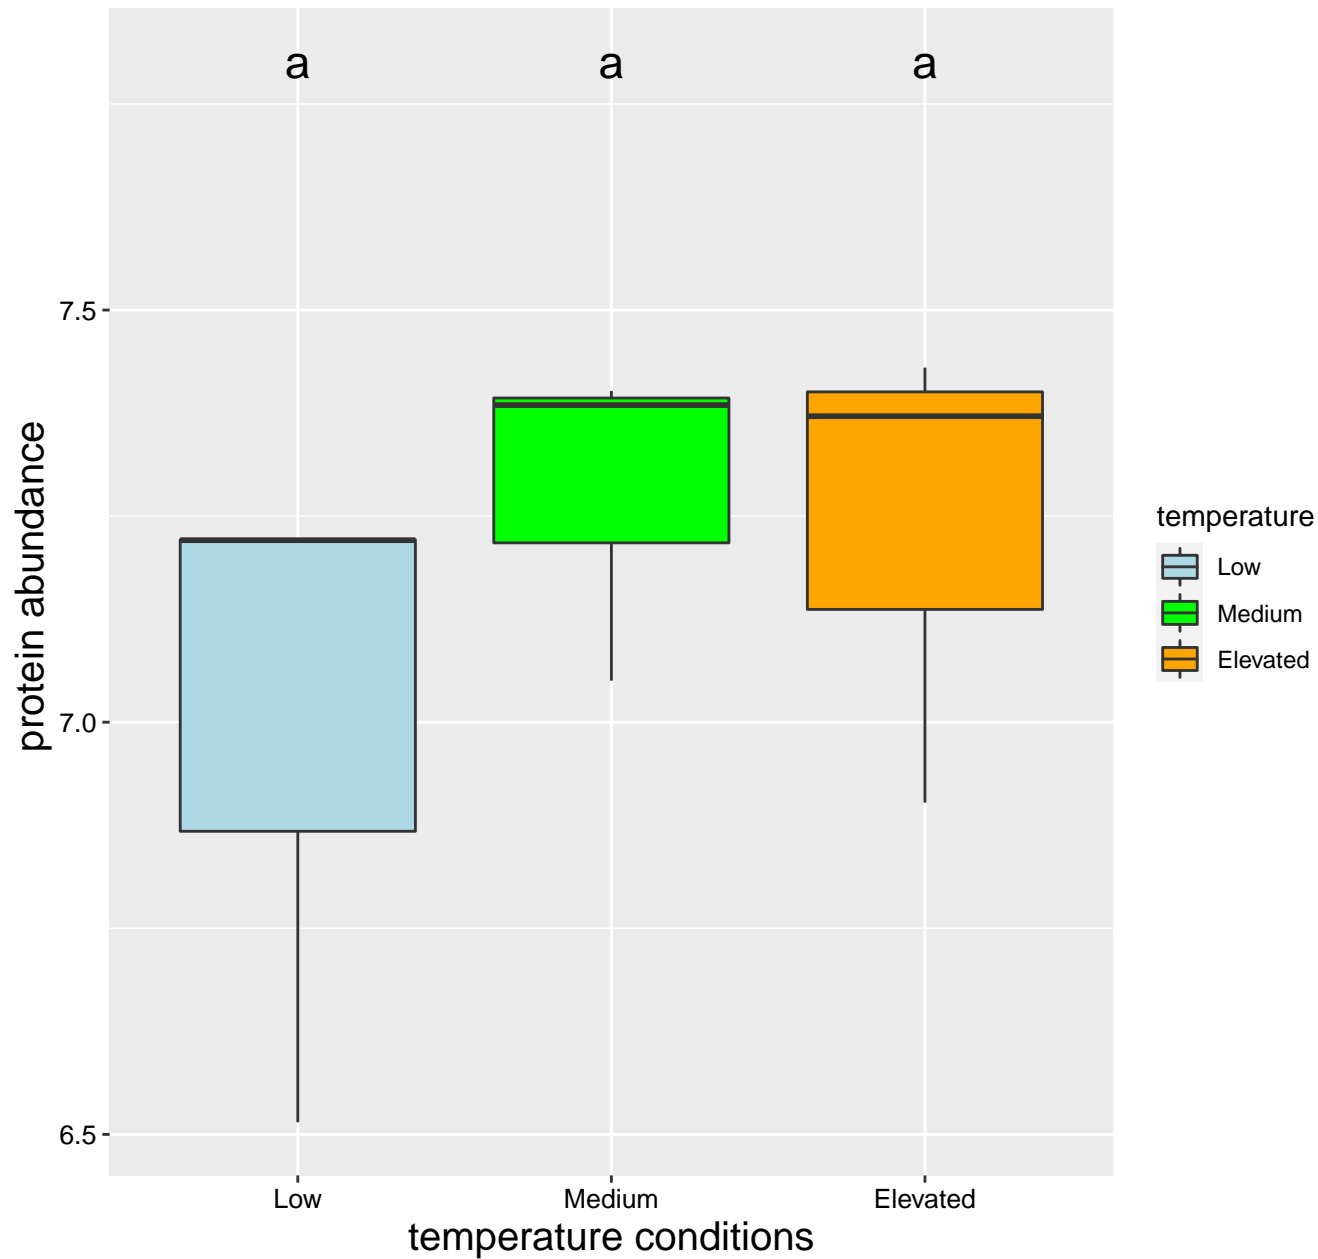 a a a
7.5
7.0
6.5
protein abundance
Low Medium Elevated
temperature conditions
temperature
Low
Medium
Elevated